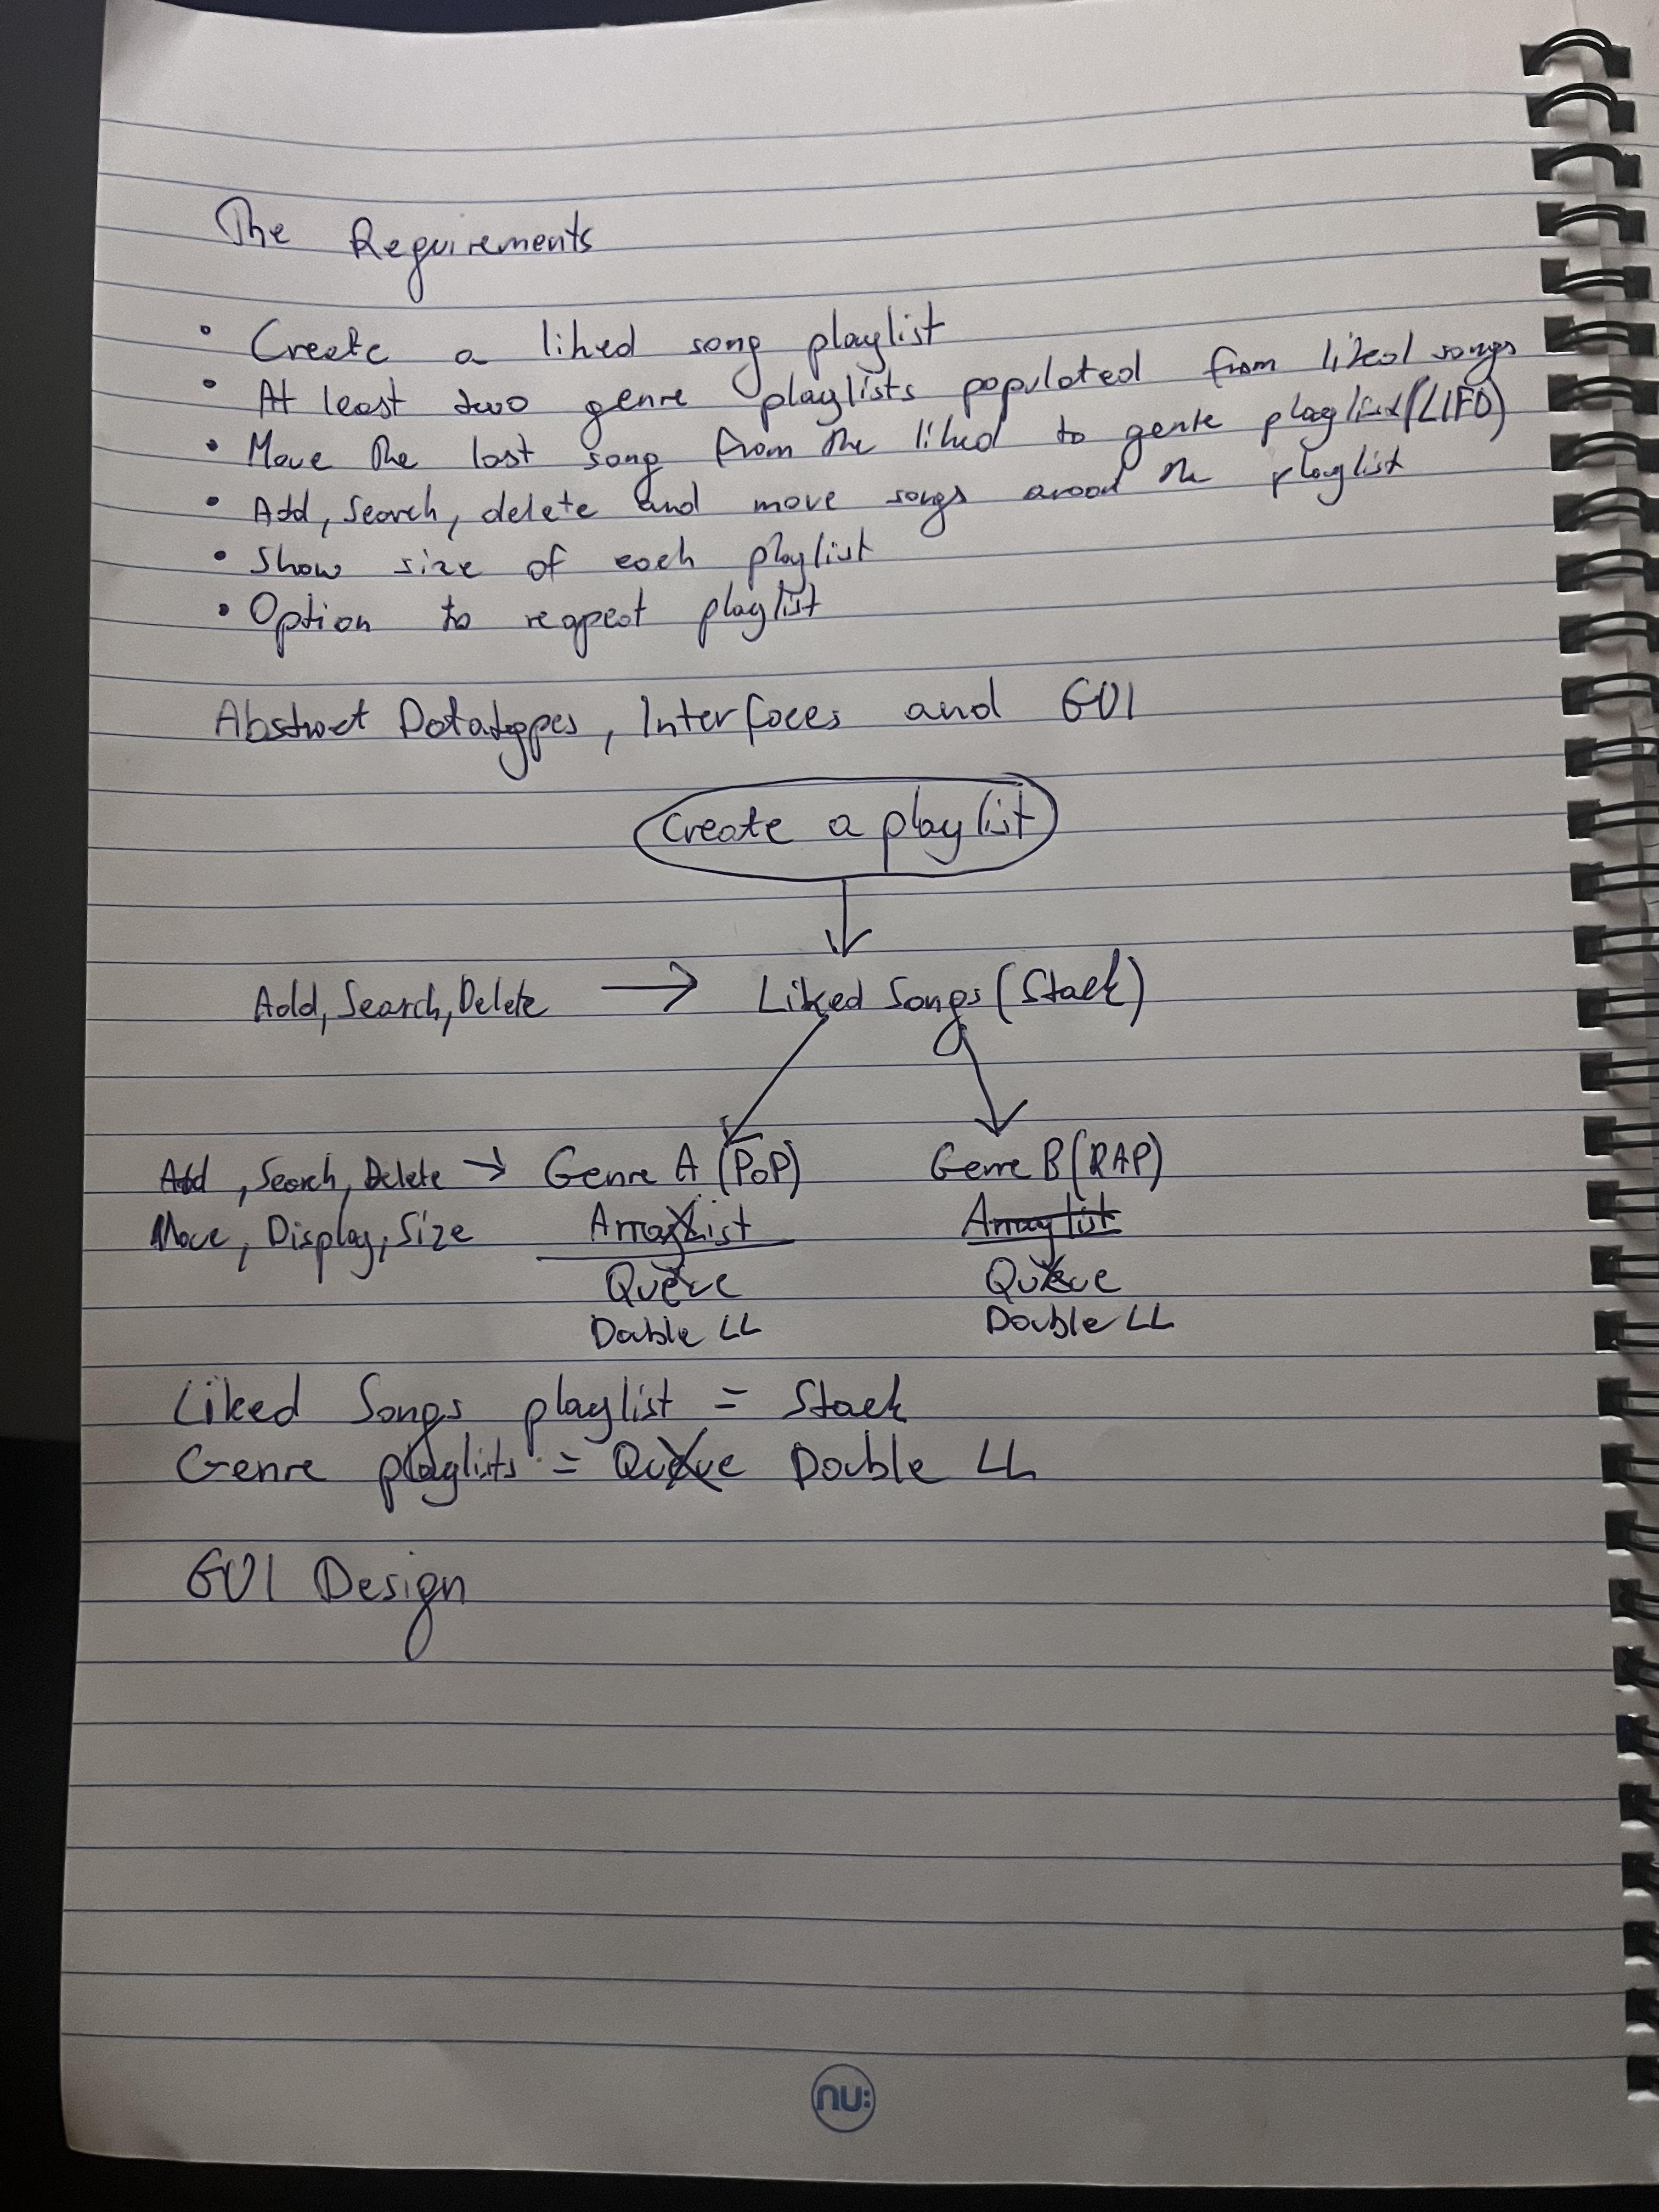 The Requirements
• Create a liked song playlist
• At least two genre playlists populated from liked songs
• Move the last song from the liked to genre playlist (LIFO)
• Add, Search, delete and move songs around the playlist
• Show size of each playlist
• Option to reapeat playlist
Abstract Datatypes, Interfaces and GUI
Create a playlist
Add, Search, Delete → Liked Songs (Stack)
Add, Search, Delete → Genre A (POP) Genre B (RAP)
Move, Display, Size ArrayList Arraylist
Queue Queue
Double LL Double LL
Liked Songs playlist = Stack
Genre playlists = Queue Double LL
GUI Design
nu: